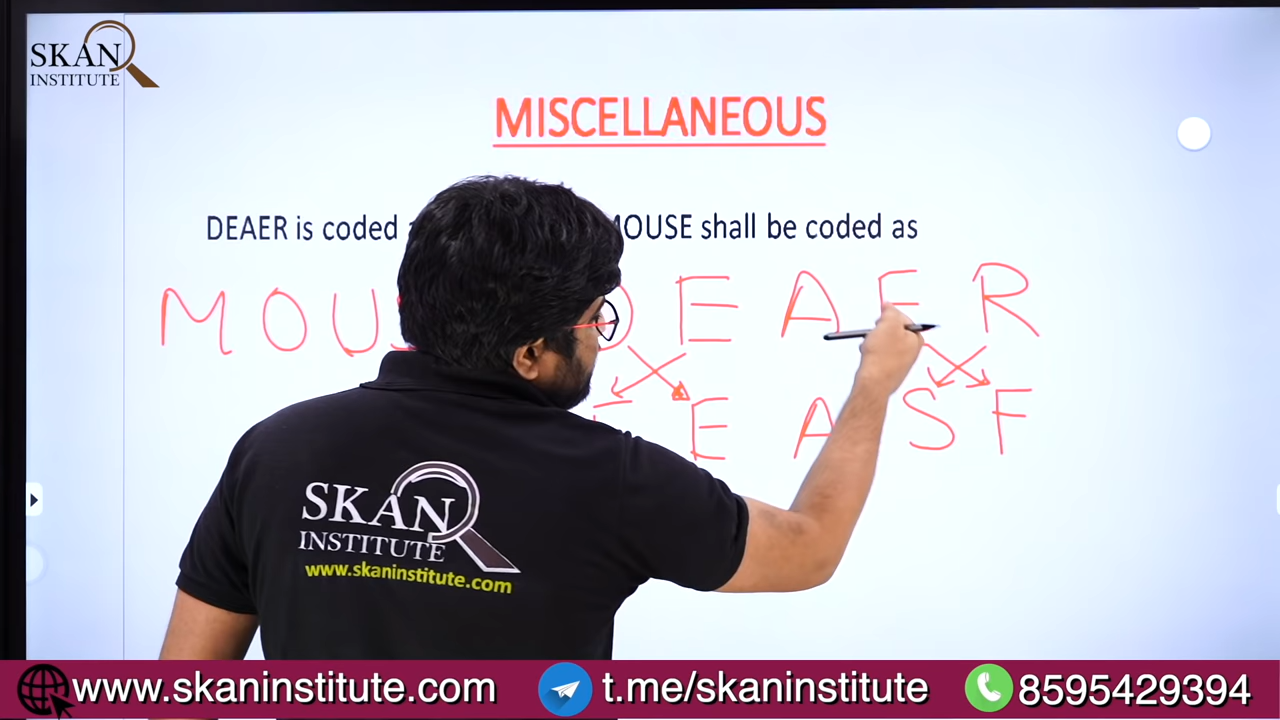 SKAN
INSTITUTE
MISCELLANEOUS
DEAER is coded MOUSE shall be coded as
M O U D E A E R
E A S F
SKAN
INSTITUTE
www.skaninstitute.com
www.skaninstitute.com t.me/skaninstitute 8595429394